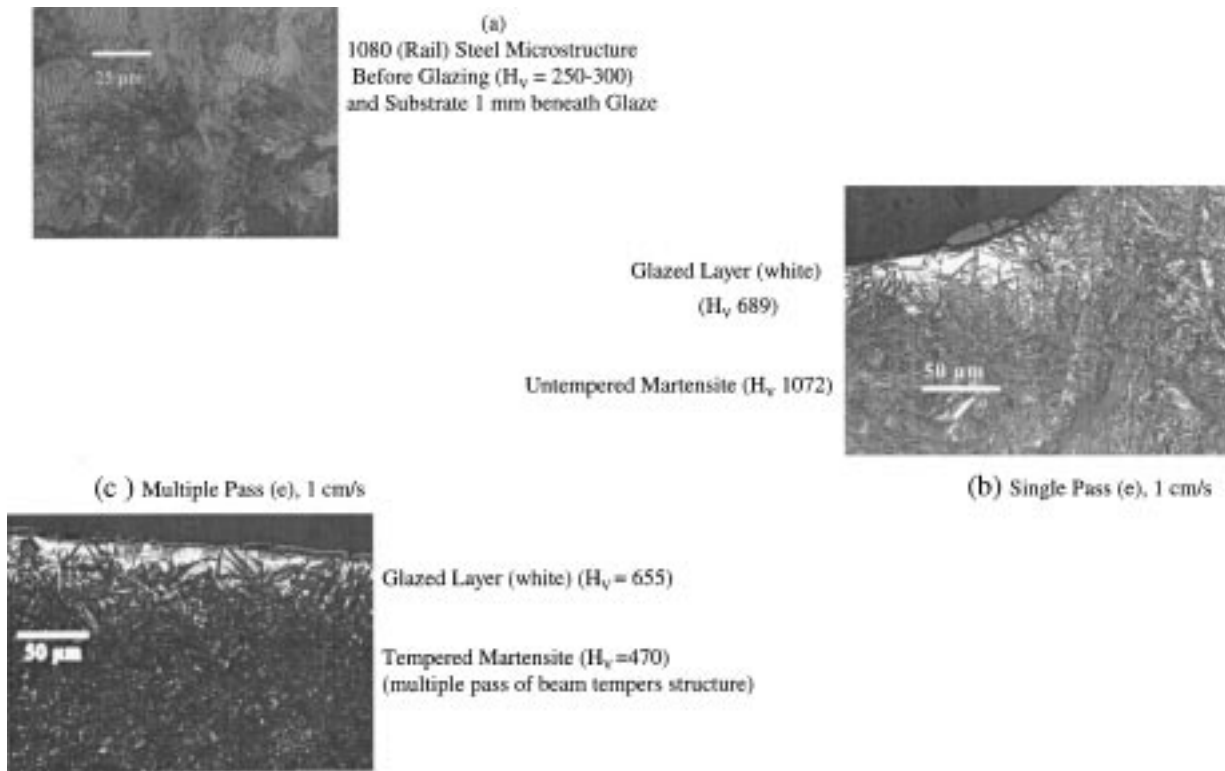 (a)
1080 (Rail) Steel Microstructure
Before Glazing (Hv = 250-300)
and Substrate 1 mm beneath Glaze
25 µm
Glazed Layer (white)
(Hv 689)
Untempered Martensite (Hv 1072)
50 µm
(b) Single Pass (e), 1 cm/s
(c ) Multiple Pass (e), 1 cm/s
Glazed Layer (white) (Hv = 655)
50 µm
Tempered Martensite (Hv =470)
(multiple pass of beam tempers structure)